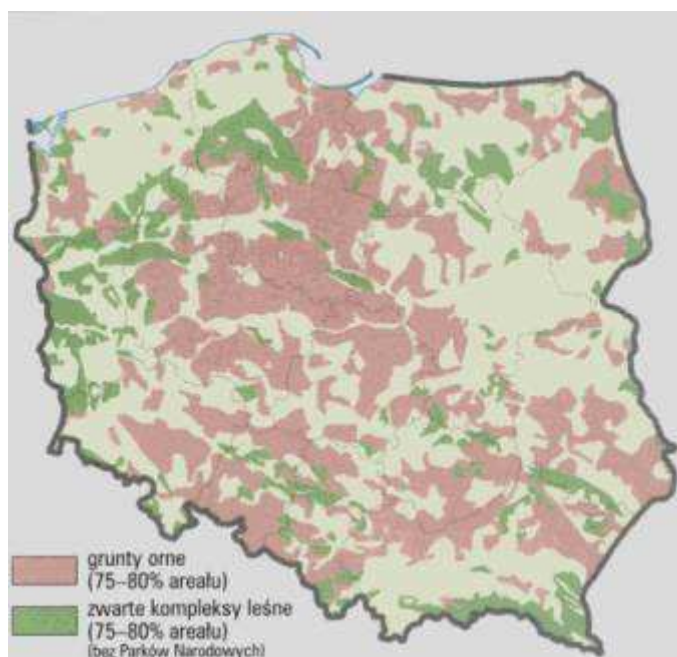 grunty orne
(75–80% areału)
zwarte kompleksy leśne
(75–80% areału)
(bez Parków Narodowych)